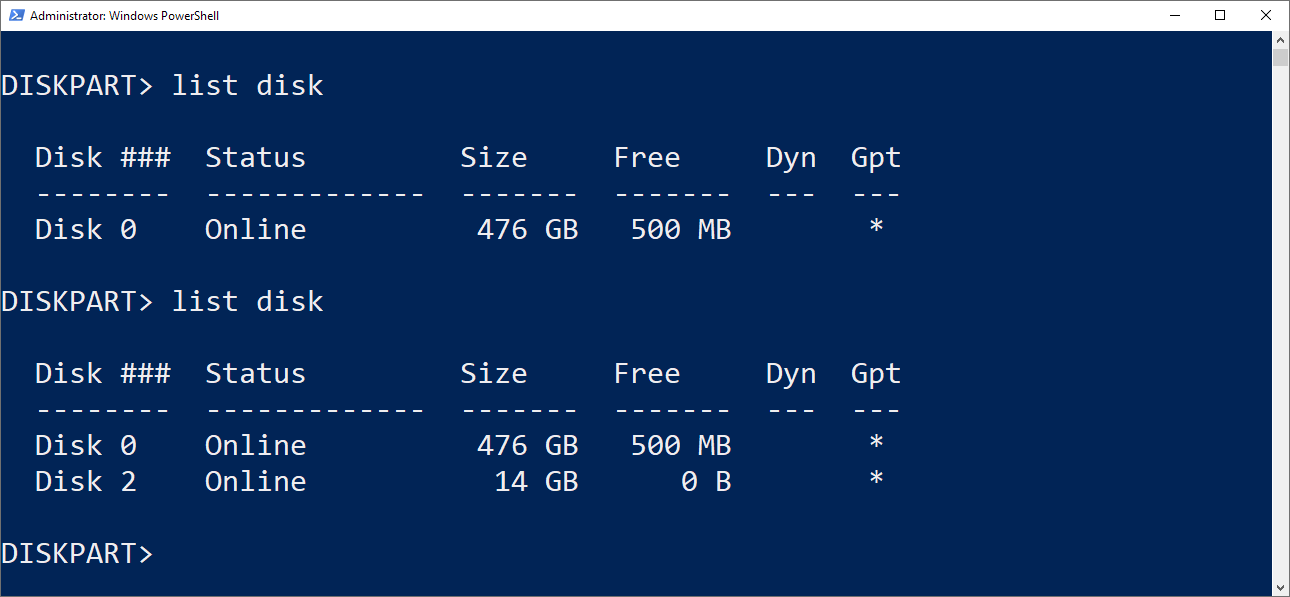 Administrator: Windows PowerShell
DISKPART> list disk
  Disk ###  Status         Size     Free     Dyn  Gpt
  --------  -------------  -------  -------  ---  ---
  Disk 0    Online          476 GB   500 MB        *
DISKPART> list disk
  Disk ###  Status         Size     Free     Dyn  Gpt
  --------  -------------  -------  -------  ---  ---
  Disk 0    Online          476 GB   500 MB        *
  Disk 2    Online           14 GB      0 B        *
DISKPART>